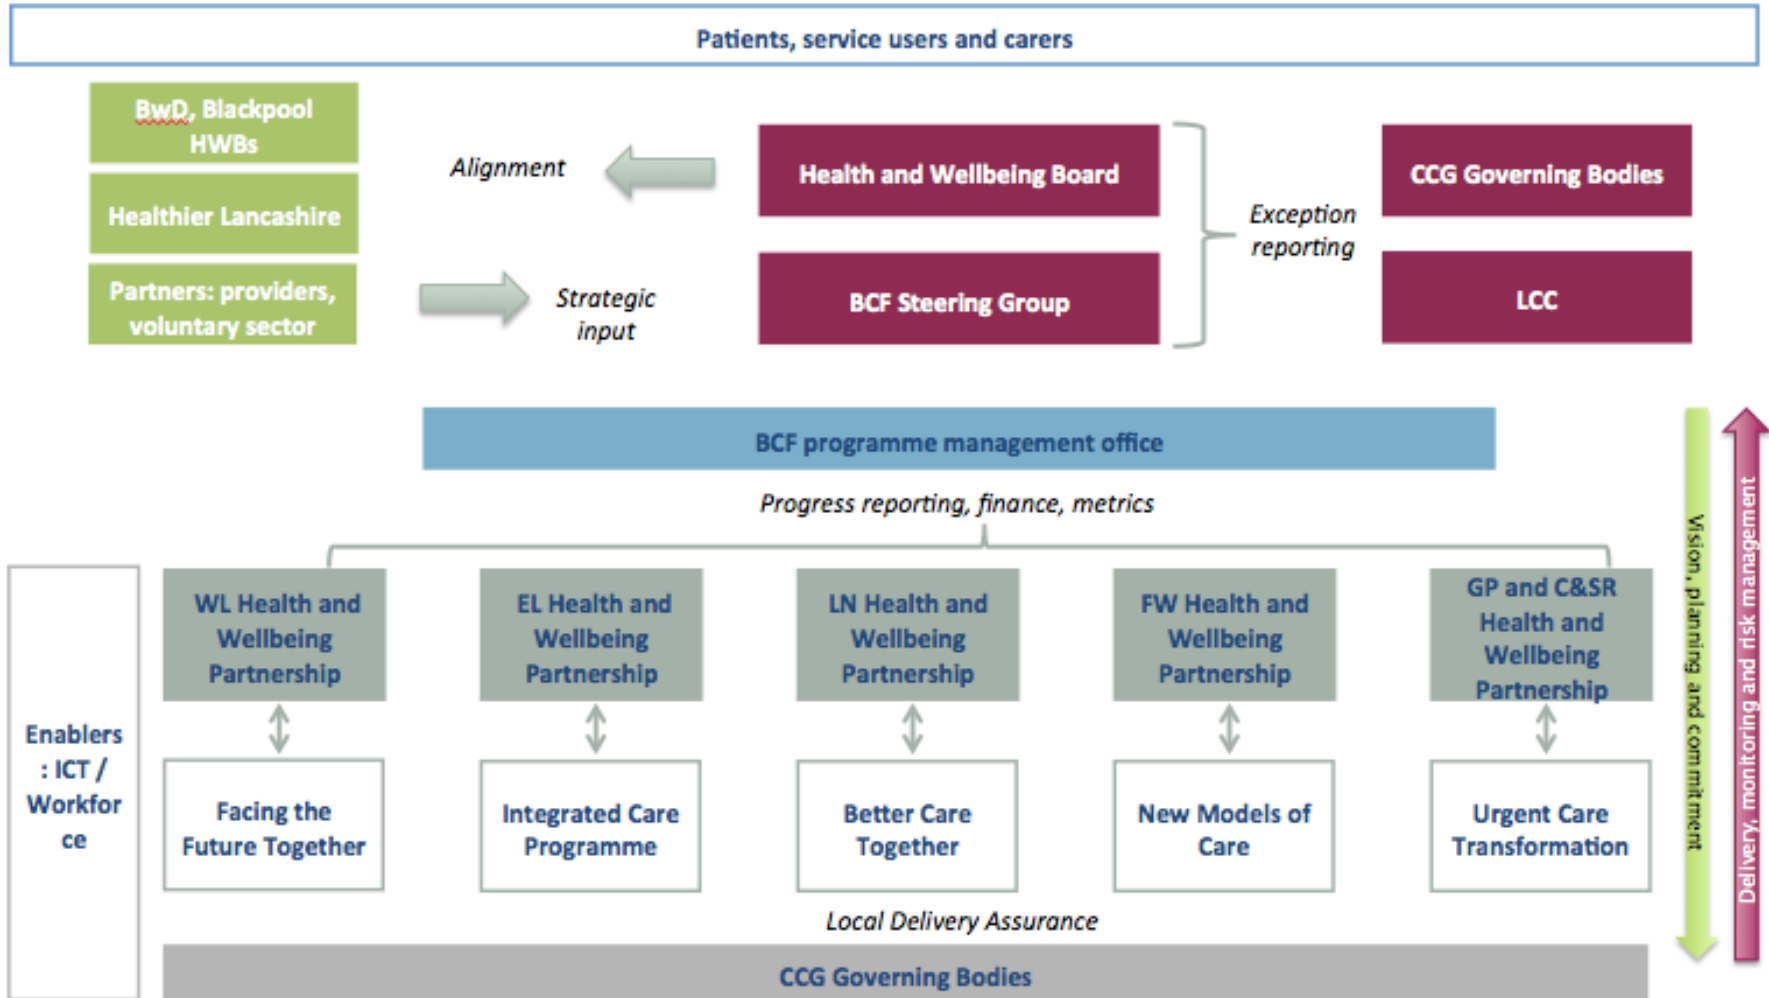 Patients, service users and carers
BwD, Blackpool
HWBs
Healthier Lancashire
Partners: providers,
voluntary sector
Alignment
Strategic
input
Health and Wellbeing Board
BCF Steering Group
Exception
reporting
CCG Governing Bodies
LCC
BCF programme management office
Progress reporting, finance, metrics
Enablers
: ICT /
Workfor
ce
WL Health and
Wellbeing
Partnership
EL Health and
Wellbeing
Partnership
LN Health and
Wellbeing
Partnership
FW Health and
Wellbeing
Partnership
GP and C&SR
Health and
Wellbeing
Partnership
Facing the
Future Together
Integrated Care
Programme
Better Care
Together
New Models of
Care
Urgent Care
Transformation
Local Delivery Assurance
CCG Governing Bodies
Vision, planning and commitment
Delivery, monitoring and risk management